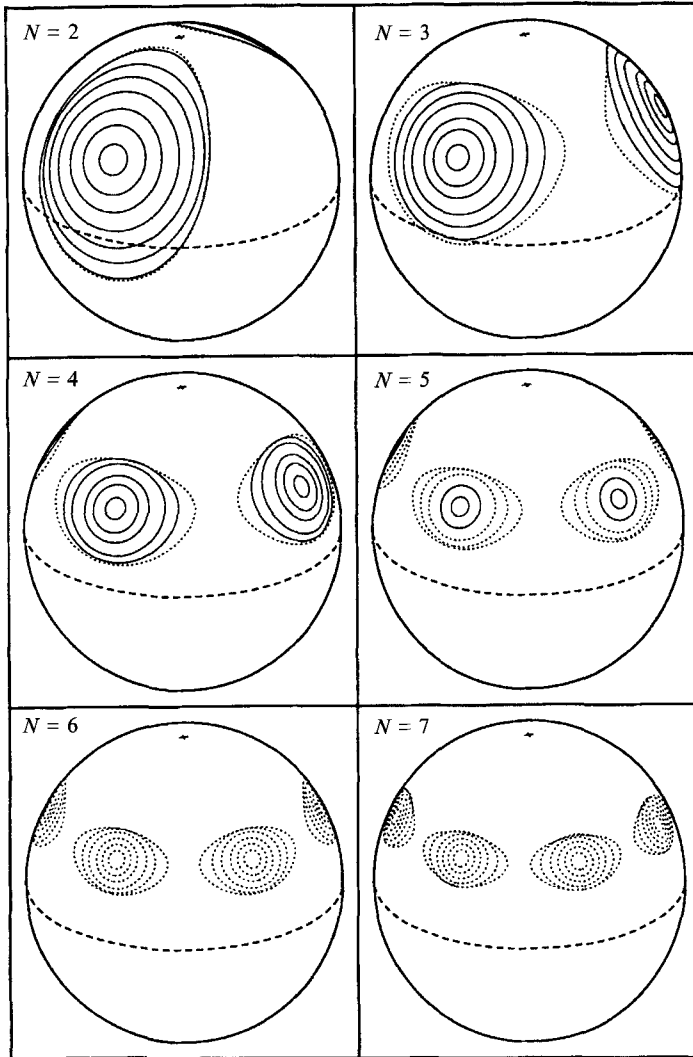 N = 2
N = 3
N = 4
N = 5
N = 6
N = 7